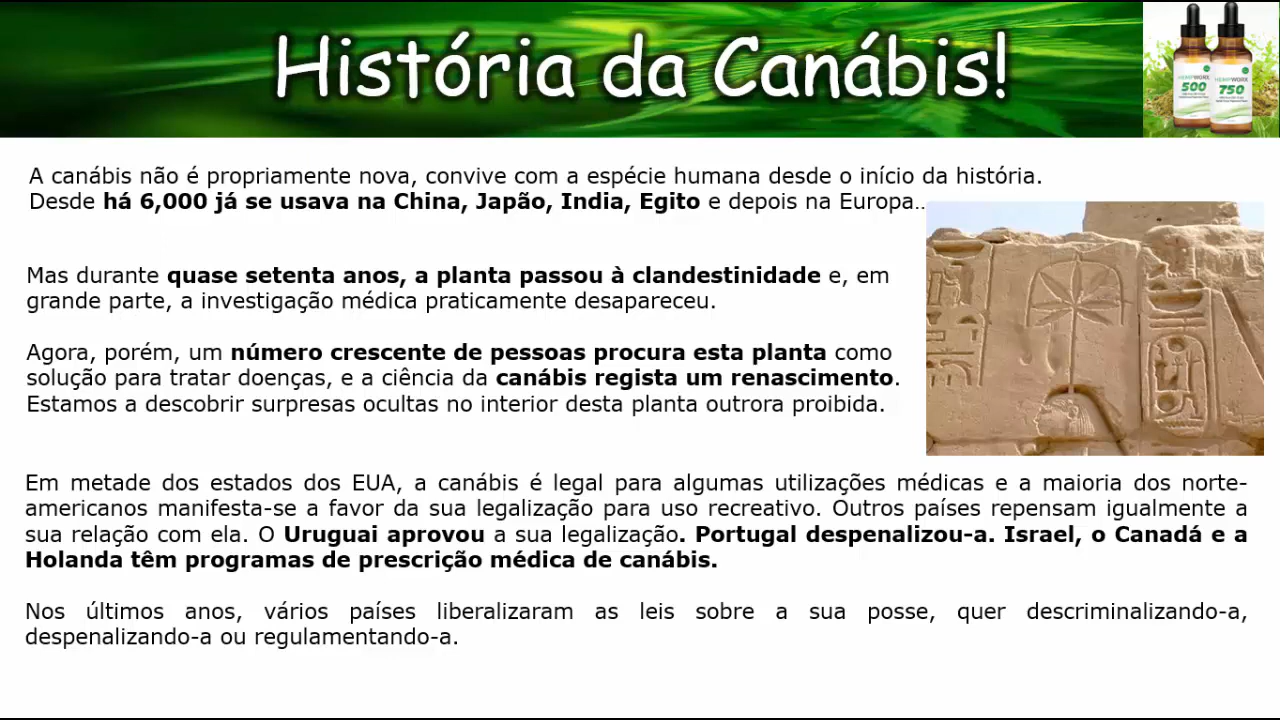 História da Canábis!
HEMPWORX
500
HEMPWORX
750
A canábis não é propriamente nova, convive com a espécie humana desde o início da história.
Desde há 6,000 já se usava na China, Japão, India, Egito e depois na Europa…
Mas durante quase setenta anos, a planta passou à clandestinidade e, em
grande parte, a investigação médica praticamente desapareceu.
Agora, porém, um número crescente de pessoas procura esta planta como
solução para tratar doenças, e a ciência da canábis regista um renascimento.
Estamos a descobrir surpresas ocultas no interior desta planta outrora proibida.
Em metade dos estados dos EUA, a canábis é legal para algumas utilizações médicas e a maioria dos norte-
americanos manifesta-se a favor da sua legalização para uso recreativo. Outros países repensam igualmente a
sua relação com ela. O Uruguai aprovou a sua legalização. Portugal despenalizou-a. Israel, o Canadá e a
Holanda têm programas de prescrição médica de canábis.
Nos últimos anos, vários países liberalizaram as leis sobre a sua posse, quer descriminalizando-a,
despenalizando-a ou regulamentando-a.